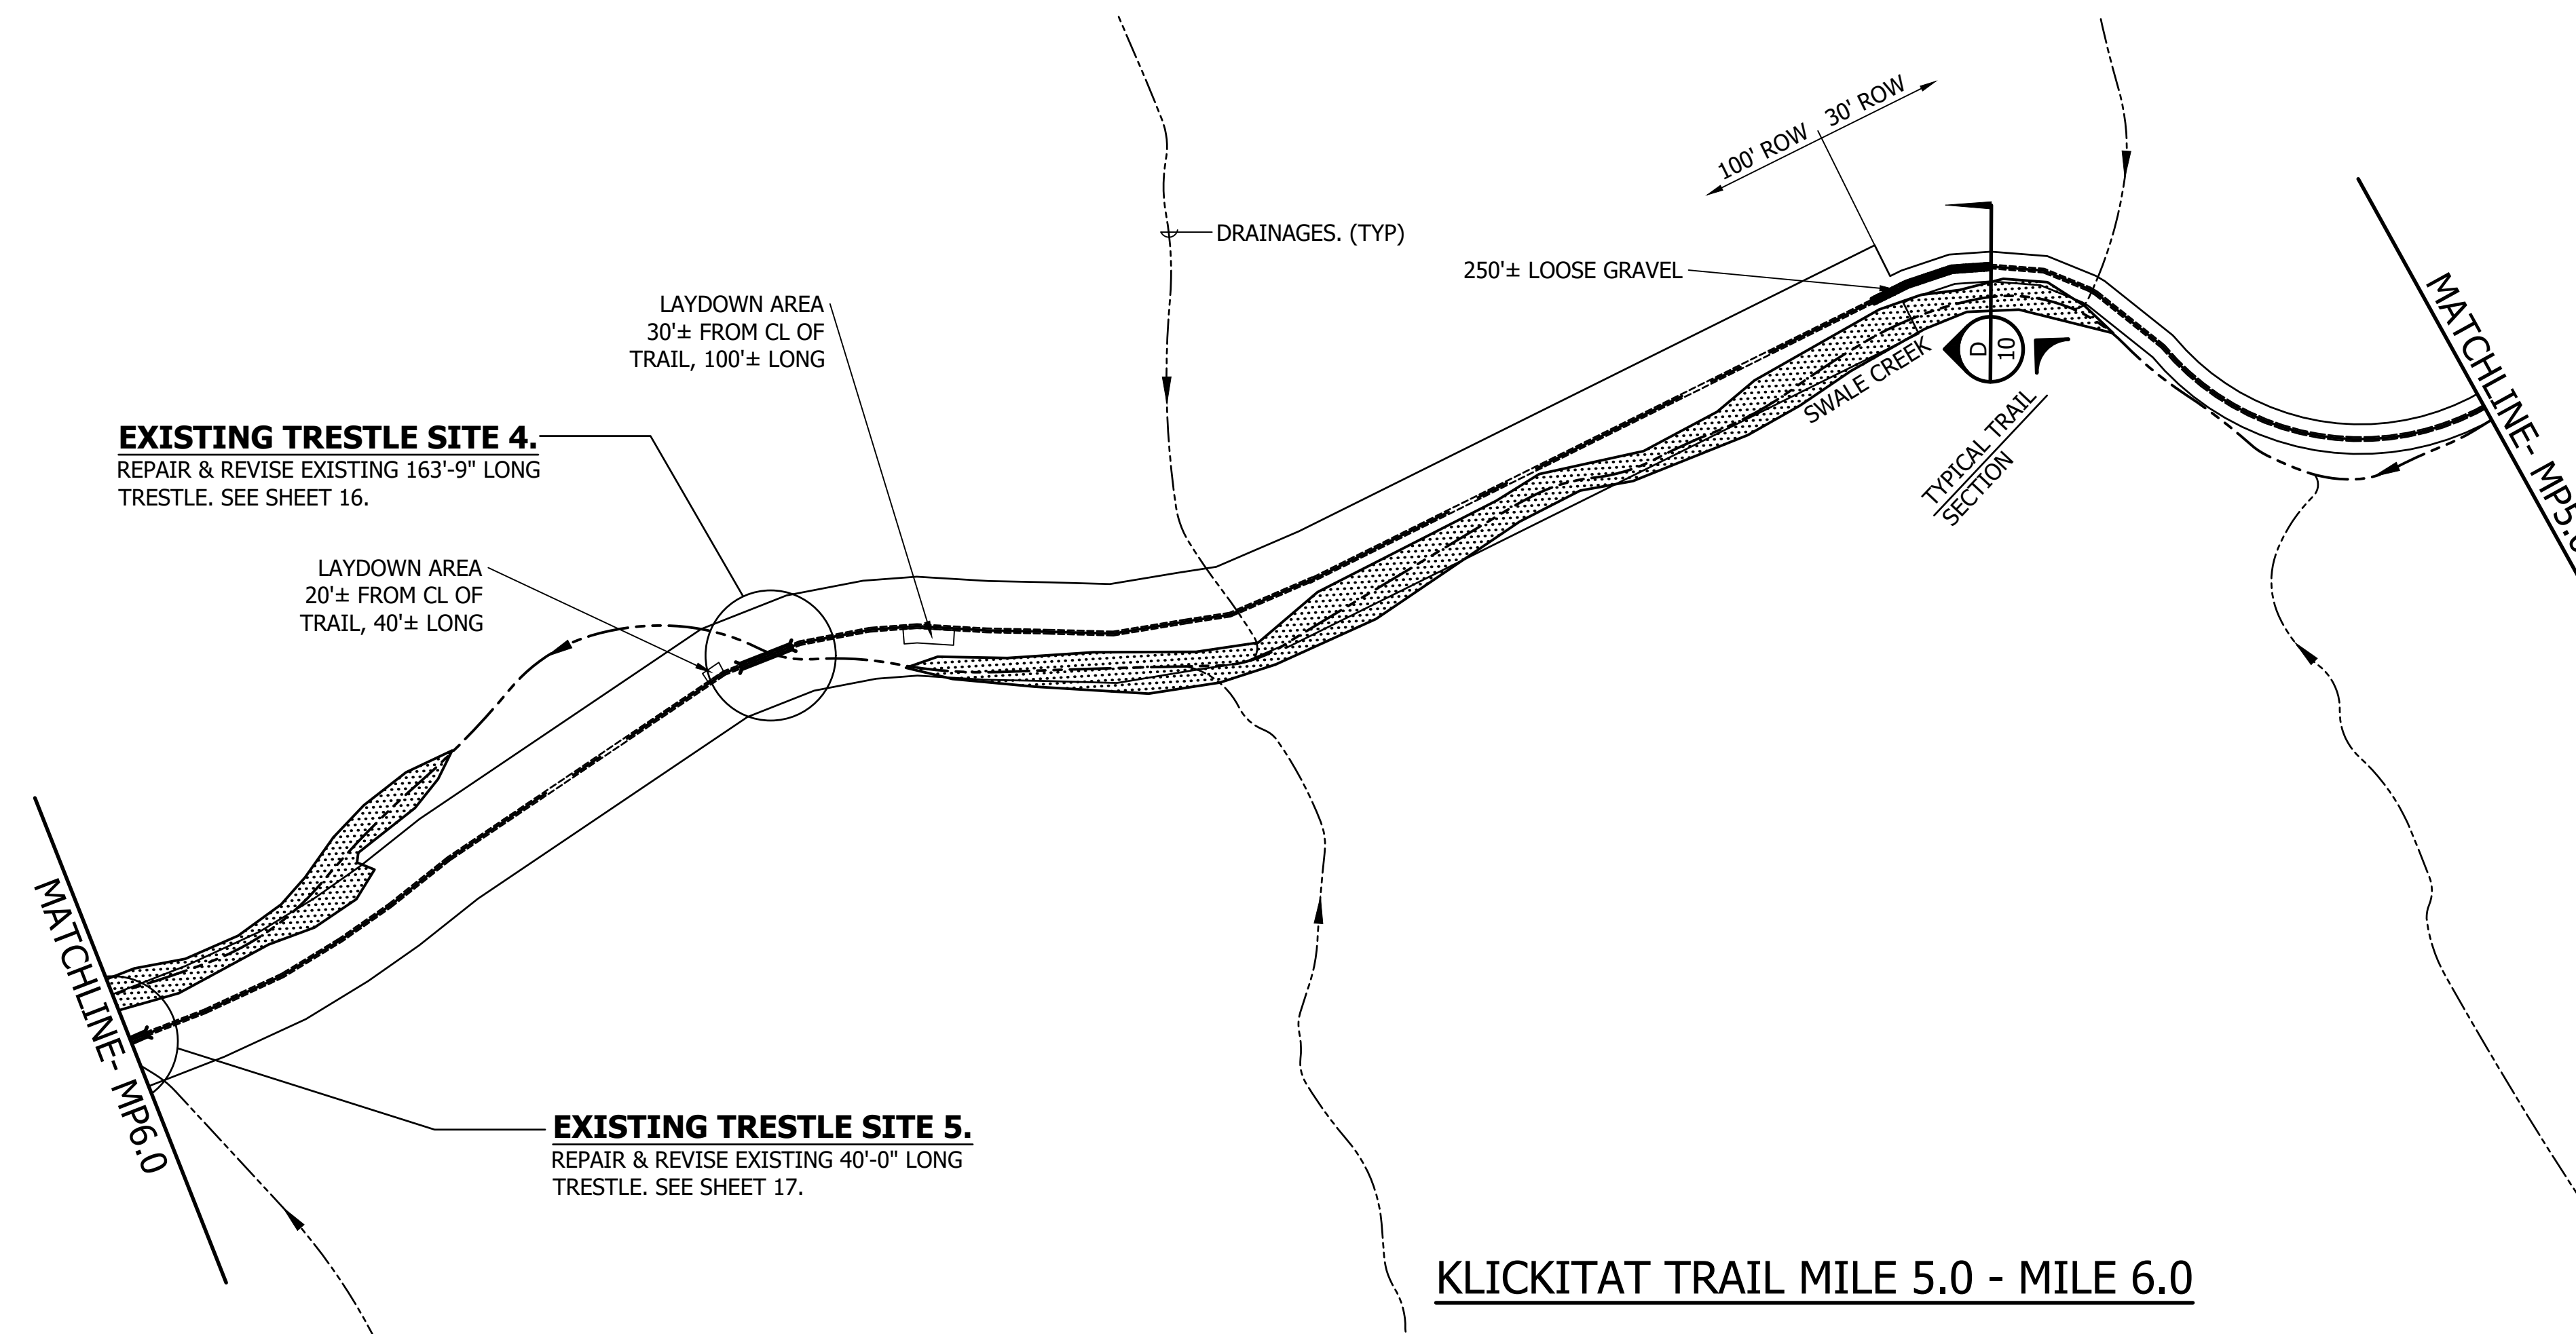 100' ROW
30' ROW
DRAINAGES. (TYP)
250'± LOOSE GRAVEL
LAYDOWN AREA
30'± FROM CL OF
TRAIL, 100'± LONG
EXISTING TRESTLE SITE 4.
REPAIR & REVISE EXISTING 163'-9" LONG
TRESTLE. SEE SHEET 16.
LAYDOWN AREA
20'± FROM CL OF
TRAIL, 40'± LONG
SWALE CREEK
D
10
TYPICAL TRAIL
SECTION
MATCHLINE- MP5.0
MATCHLINE- MP6.0
EXISTING TRESTLE SITE 5.
REPAIR & REVISE EXISTING 40'-0" LONG
TRESTLE. SEE SHEET 17.
KLICKITAT TRAIL MILE 5.0 - MILE 6.0